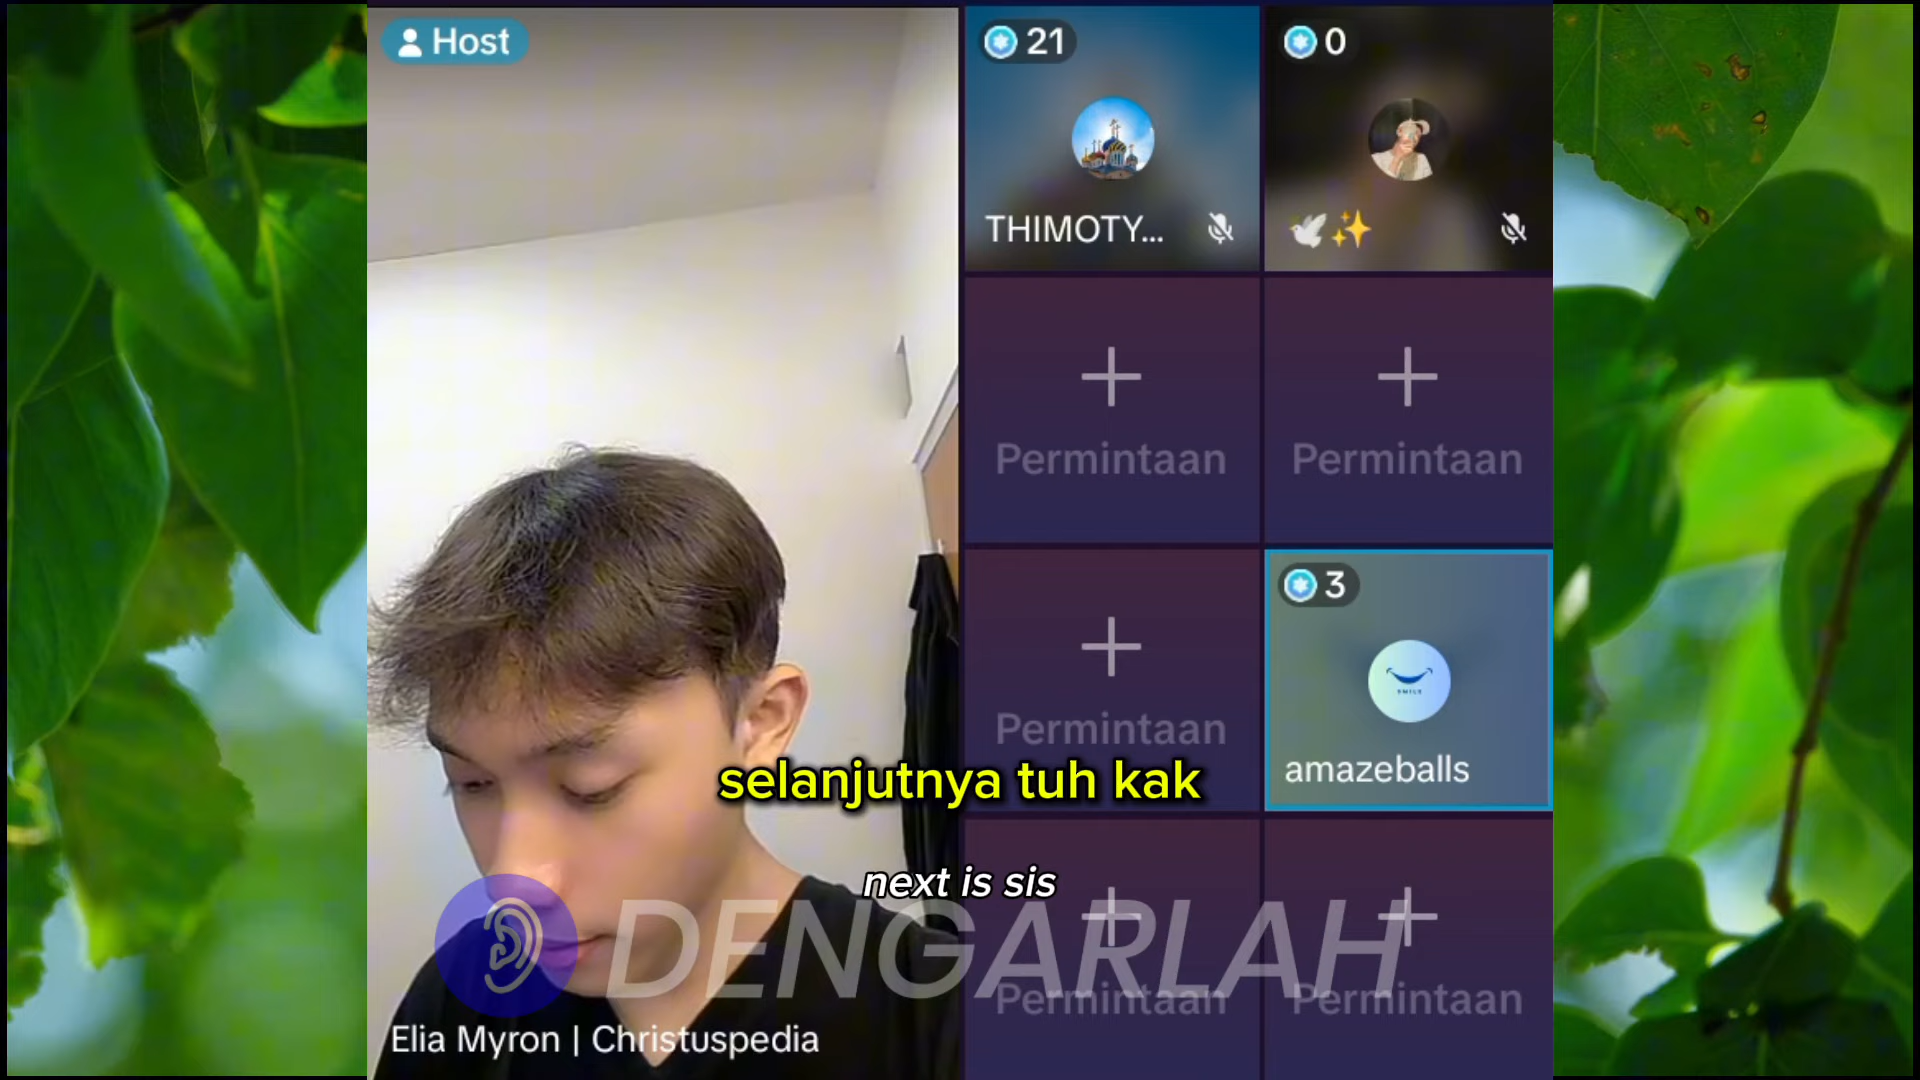 Host
21
0
THIMOTY...
🕊️✨
Permintaan
Permintaan
Permintaan
3
SMILE
amazeballs
selanjutnya tuh kak
next is sis
DENGARLAH
Permintaan
Permintaan
Elia Myron | Christuspedia